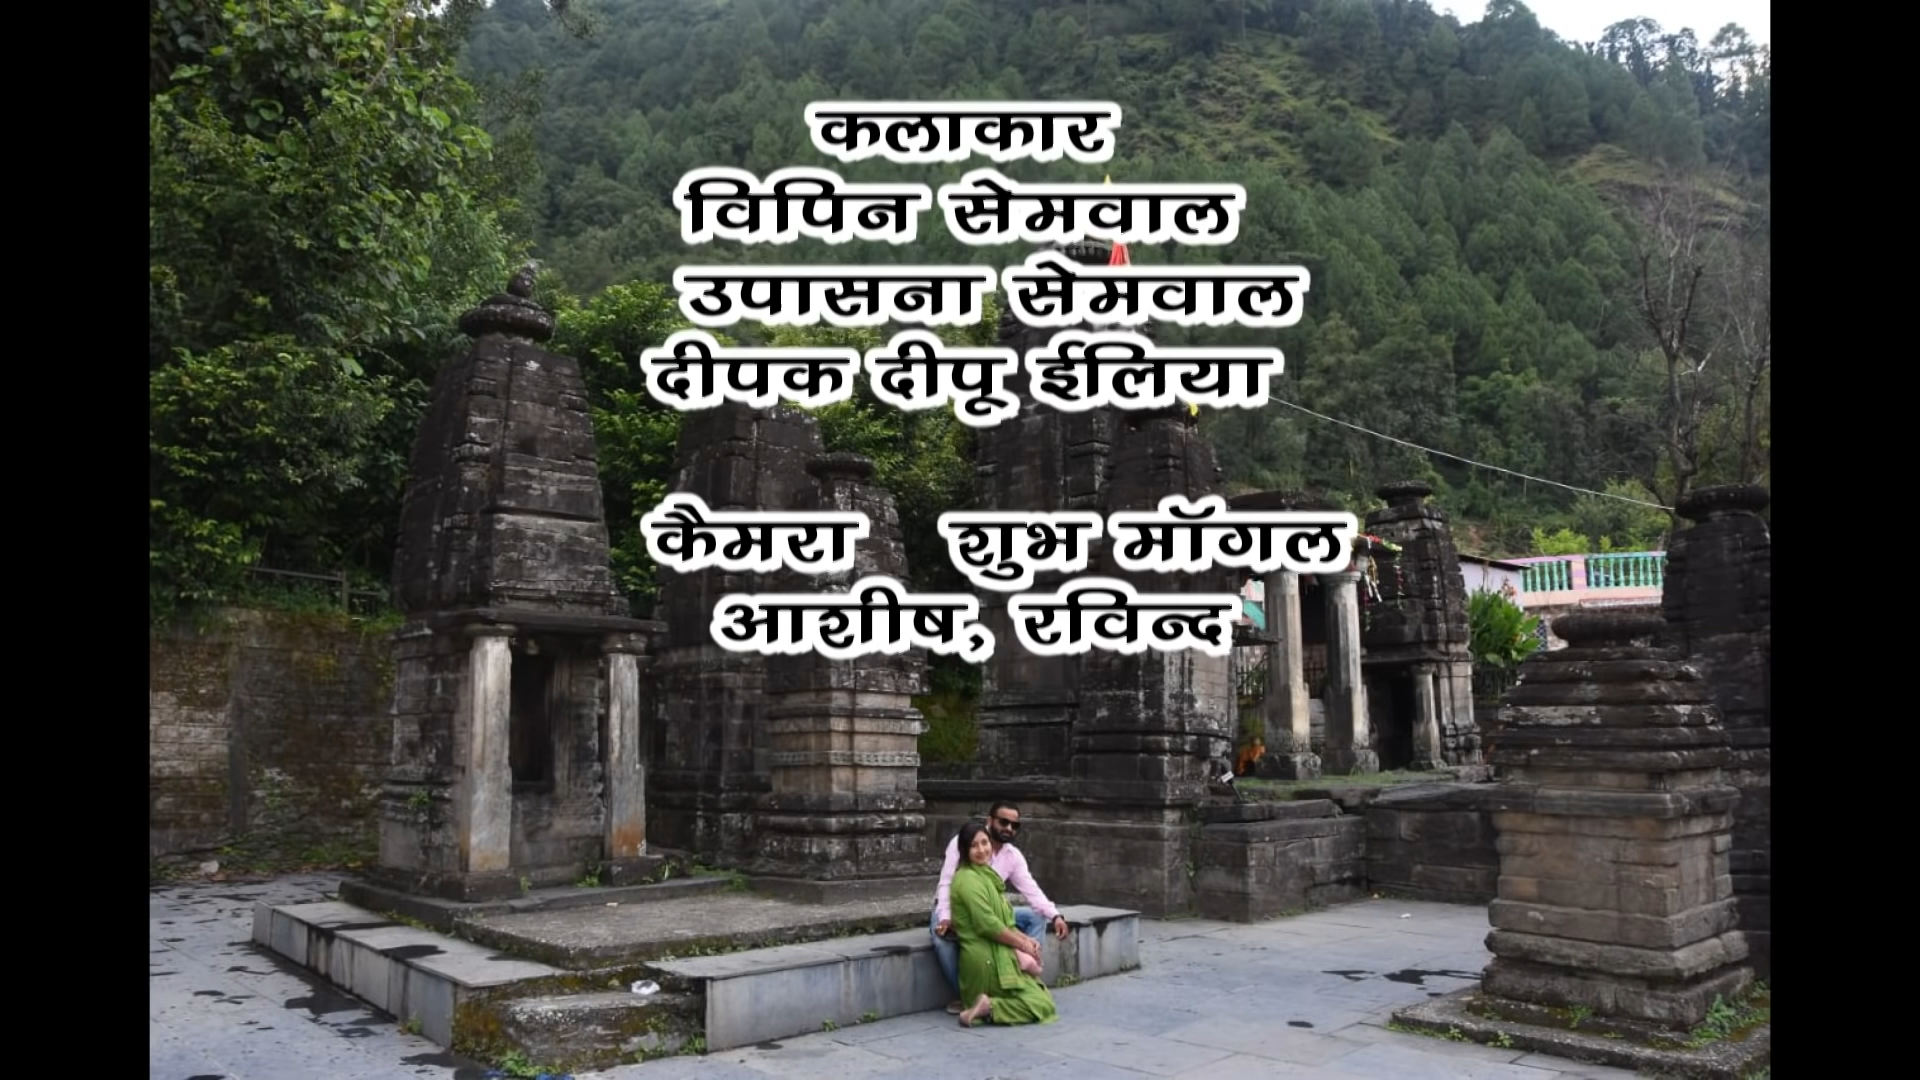 कलाकार
विपिन सेमवाल
उपासना सेमवाल
दीपक दीपू ईलिया
कैमरा शुभ मॉगल
आशीष, रविन्द